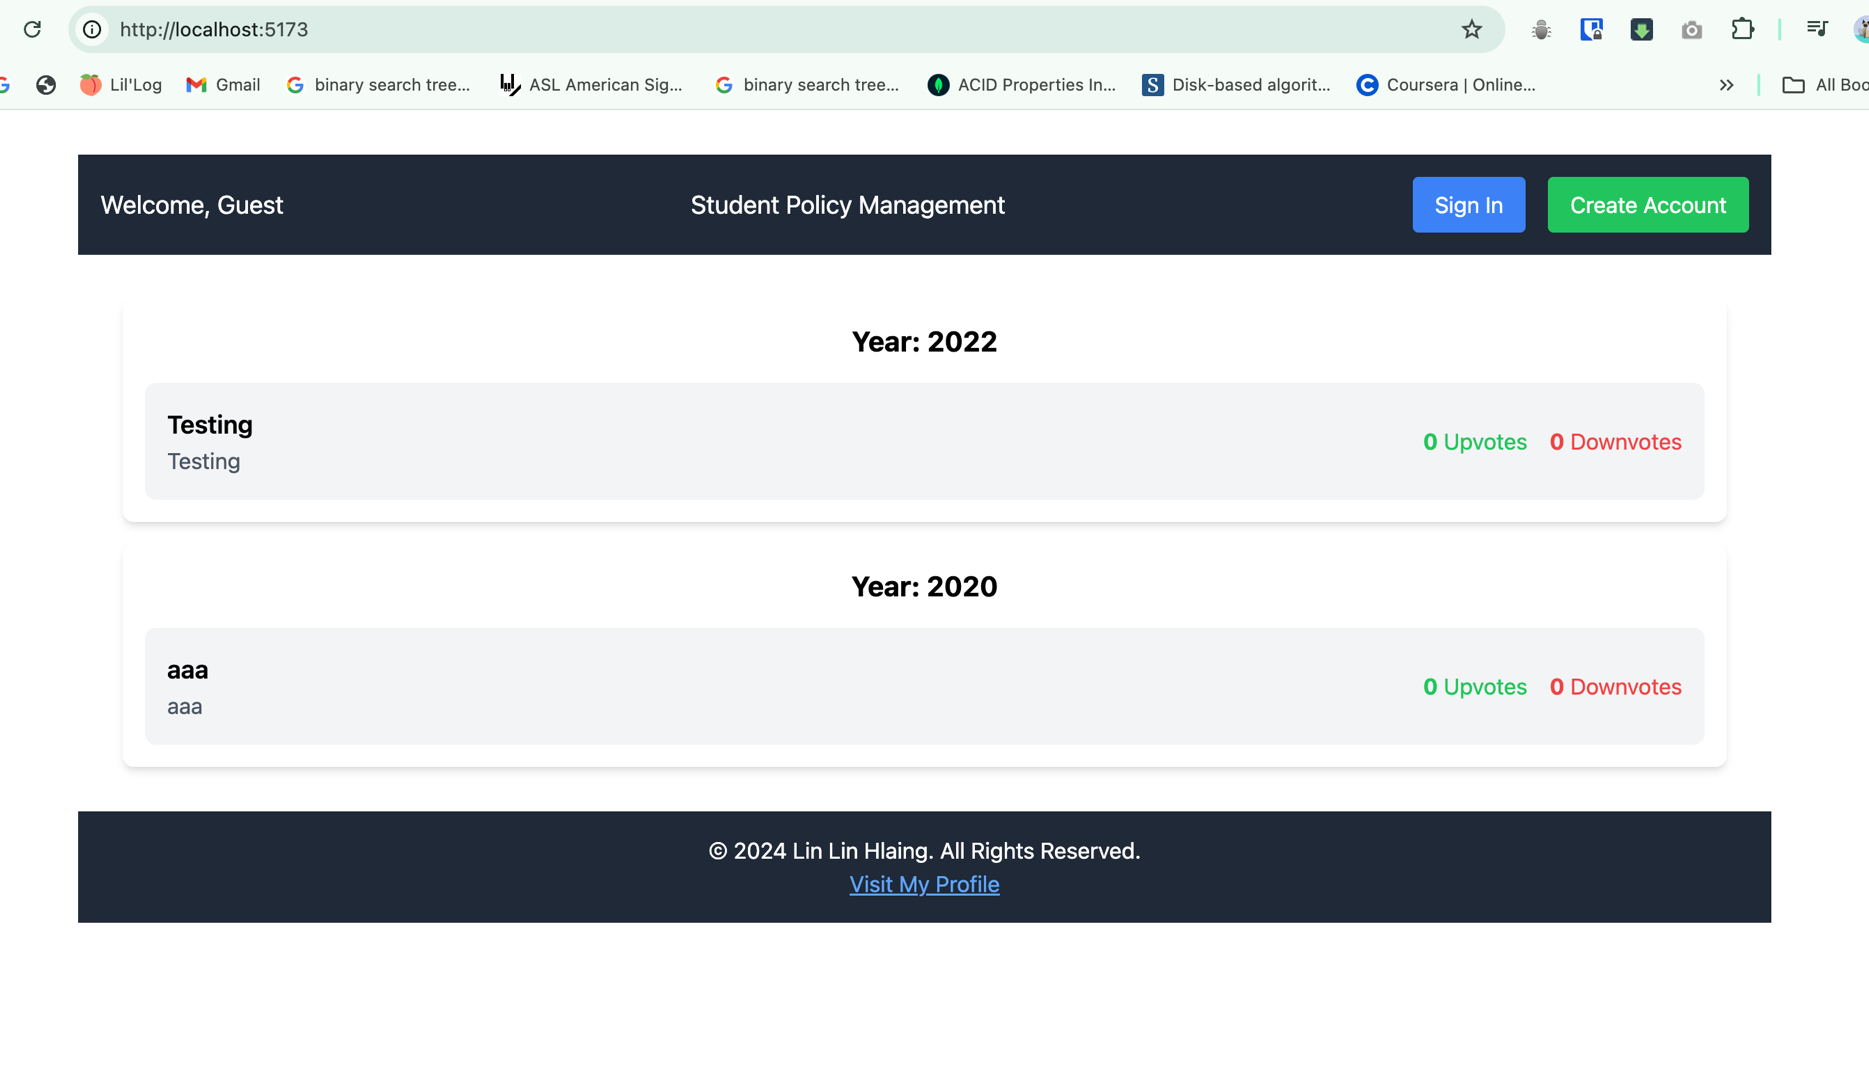 http://localhost:5173
Lil'Log
Gmail
binary search tree...
ASL American Sig...
binary search tree...
ACID Properties In...
Disk-based algorit...
Coursera | Online...
All Boo
Welcome, Guest
Student Policy Management
Sign In
Create Account
Year: 2022
Testing
0 Upvotes 0 Downvotes
Testing
Year: 2020
aaa
0 Upvotes 0 Downvotes
aaa
© 2024 Lin Lin Hlaing. All Rights Reserved.
Visit My Profile